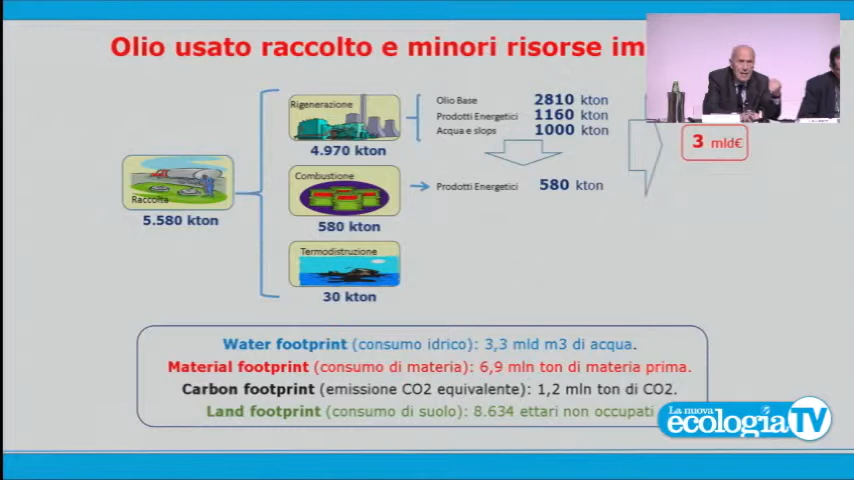 Olio usato raccolto e minori risorse im
Rigenerazione
4.970 kton
Olio Base 2810 kton
Prodotti Energetici 1160 kton
Acqua e slops 1000 kton
3 mld€
Raccolta
5.580 kton
Combustione
580 kton
Prodotti Energetici 580 kton
Termodistruzione
30 kton
Water footprint (consumo idrico): 3,3 mld m3 di acqua.
Material footprint (consumo di materia): 6,9 mln ton di materia prima.
Carbon footprint (emissione CO2 equivalente): 1,2 mln ton di CO2.
Land footprint (consumo di suolo): 8.634 ettari non occupati
La nuova
ecologia TV